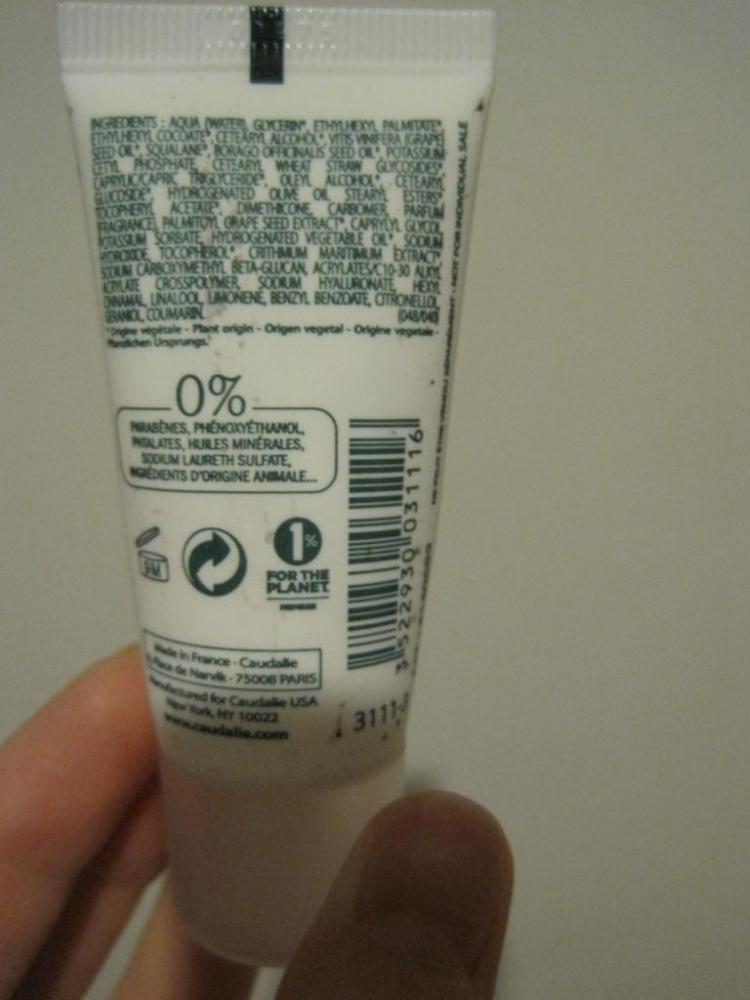 INGREDIENTS : AQUA (WATER), GLYCERIN*, ETHYLHEXYL PALMITATE*,
ETHYLHEXYL COCOATE*, CETEARYL ALCOHOL*, VITIS VINIFERA (GRAPE)
SEED OIL*, SQUALANE*, BORAGO OFFICINALIS SEED OIL*, POTASSIUM
CETYL PHOSPHATE, CETEARYL WHEAT STRAW GLYCOSIDES*,
CAPRYLIC/CAPRIC TRIGLYCERIDE*, OLEYL ALCOHOL*, CETEARYL
GLUCOSIDE*, HYDROGENATED OLIVE OIL STEARYL ESTERS*,
TOCOPHERYL ACETATE*, DIMETHICONE, CARBOMER, PARFUM
(FRAGRANCE), PALMITOYL GRAPE SEED EXTRACT*, CAPRYLYL GLYCOL,
POTASSIUM SORBATE, HYDROGENATED VEGETABLE OIL*, SODIUM
HYDROXIDE, TOCOPHEROL*, CRITHMUM MARITIMUM EXTRACT*,
SODIUM CARBOXYMETHYL BETA-GLUCAN, ACRYLATES/C10-30 ALKYL
ACRYLATE CROSSPOLYMER, SODIUM HYALURONATE, HEXYL
CINNAMAL, LINALOOL, LIMONENE, BENZYL BENZOATE, CITRONELLOL,
GERANIOL, COUMARIN. (048/040)
*Origine végétale - Plant origin - Origen vegetal - Origine vegetale -
Pflanzlichen Ursprungs.
NOT FOR INDIVIDUAL SALE
0%
PARABÈNES, PHÉNOXYÉTHANOL,
PHTALATES, HUILES MINÉRALES,
SODIUM LAURETH SULFATE,
INGRÉDIENTS D'ORIGINE ANIMALE...
9M
1%
FOR THE
PLANET
MEMBER
3 522930 031116
Made in France - Caudalie
Place de Narvik - 75008 PARIS
Manufactured for Caudalie USA
New York, NY 10022
www.caudalie.com
3111-